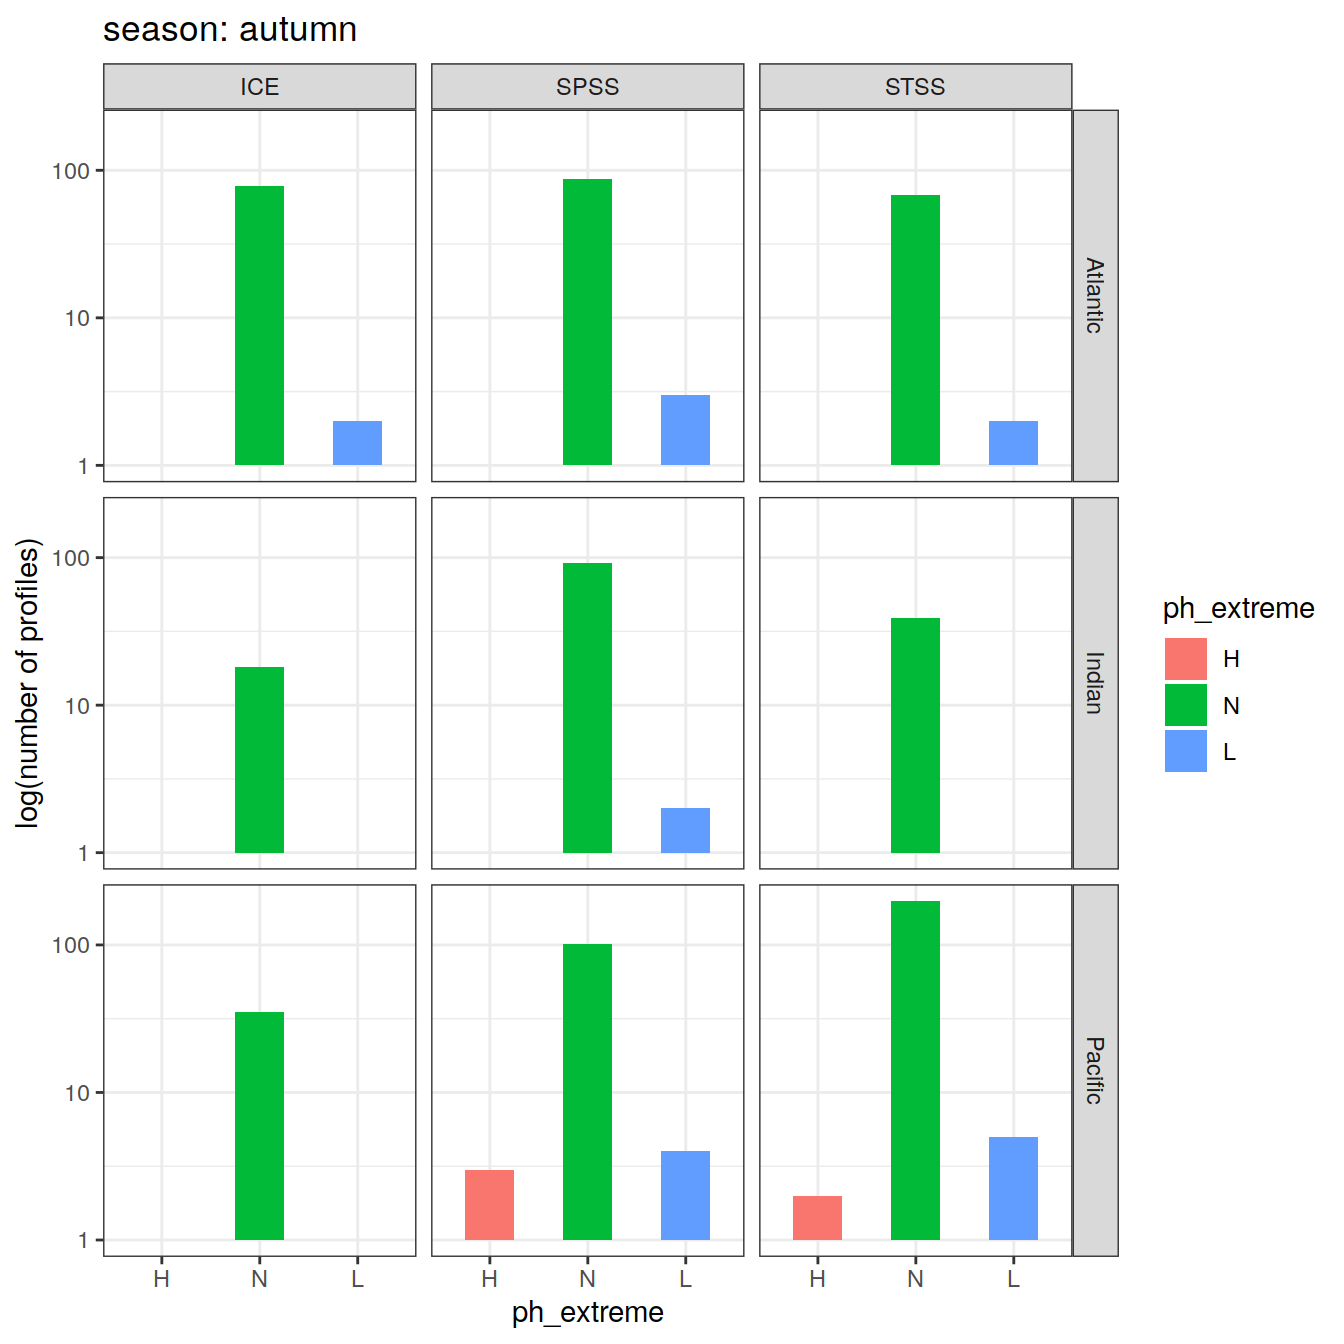 season: autumn
ICE SPSS STSS
100
10
1
Atlantic
log(number of profiles)
100
10
1
Indian
ph_extreme
H
N
L
100
10
1
Pacific
H N L H N L H N L
ph_extreme